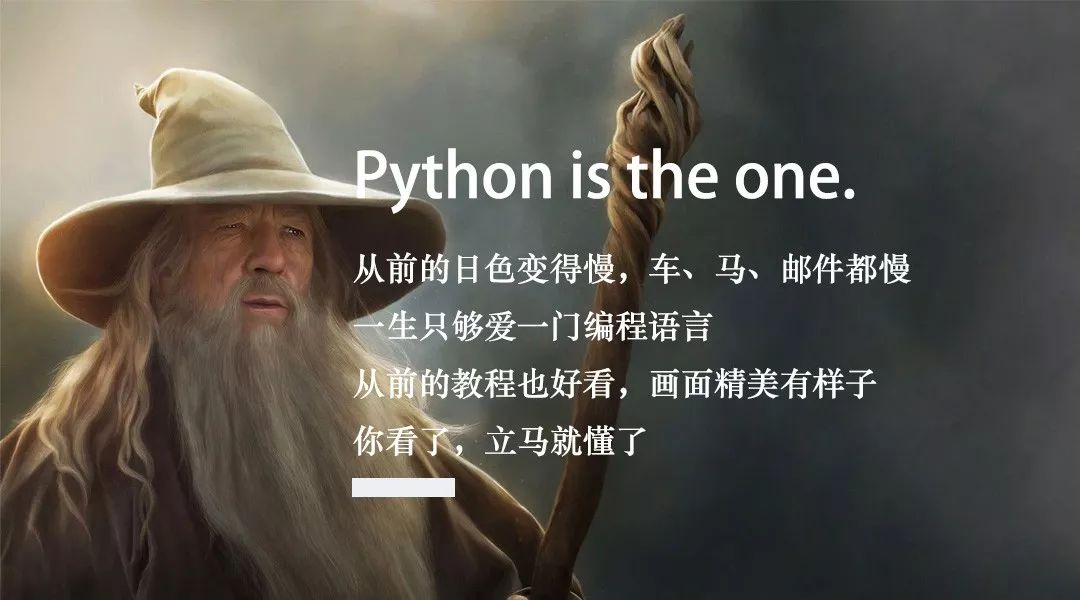 Python is the one.
从前的日色变得慢，车、马、邮件都慢
一生只够爱一门编程语言
从前的教程也好看，画面精美有样子
你看了，立马就懂了